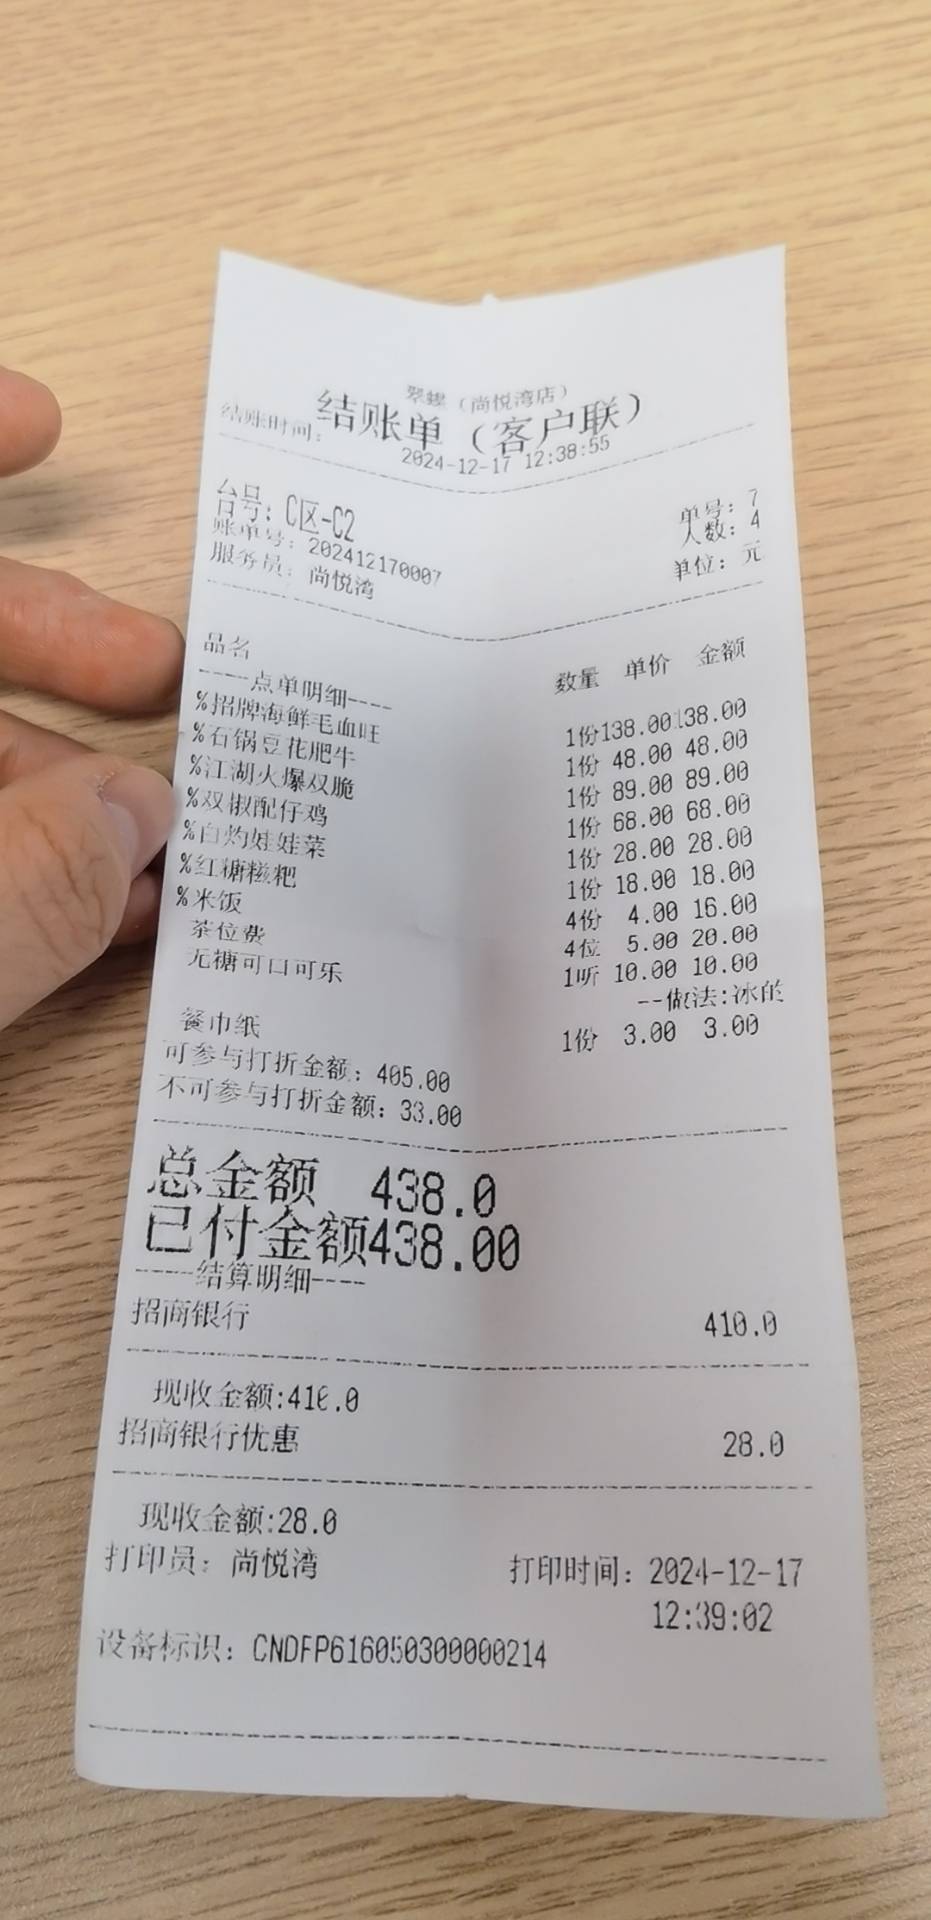 翠螺（尚悦湾店）
结账单（客户联）
结账时间： 2024-12-17 12:38:55
台号：C区-C2 单号：7
账单号：202412170007 人数：4
服务员：尚悦湾 单位：元
品名 数量 单价 金额
----点单明细----
%招牌海鲜毛血旺 1份138.00138.00
%石锅豆花肥牛 1份 48.00 48.00
%江湖火爆双脆 1份 89.00 89.00
%双椒配仔鸡 1份 68.00 68.00
%白灼娃娃菜 1份 28.00 28.00
%红糖糍粑 1份 18.00 18.00
%米饭 4份 4.00 16.00
茶位费 4位 5.00 20.00
无糖可口可乐 1听 10.00 10.00
--做法:冰的
餐巾纸 1份 3.00 3.00
可参与打折金额：405.00
不可参与打折金额：33.00
总金额 438.0
已付金额438.00
----结算明细----
招商银行 410.0
现收金额:410.0
招商银行优惠 28.0
现收金额:28.0
打印员：尚悦湾 打印时间：2024-12-17
12:39:02
设备标识：CNDFP616050300000214